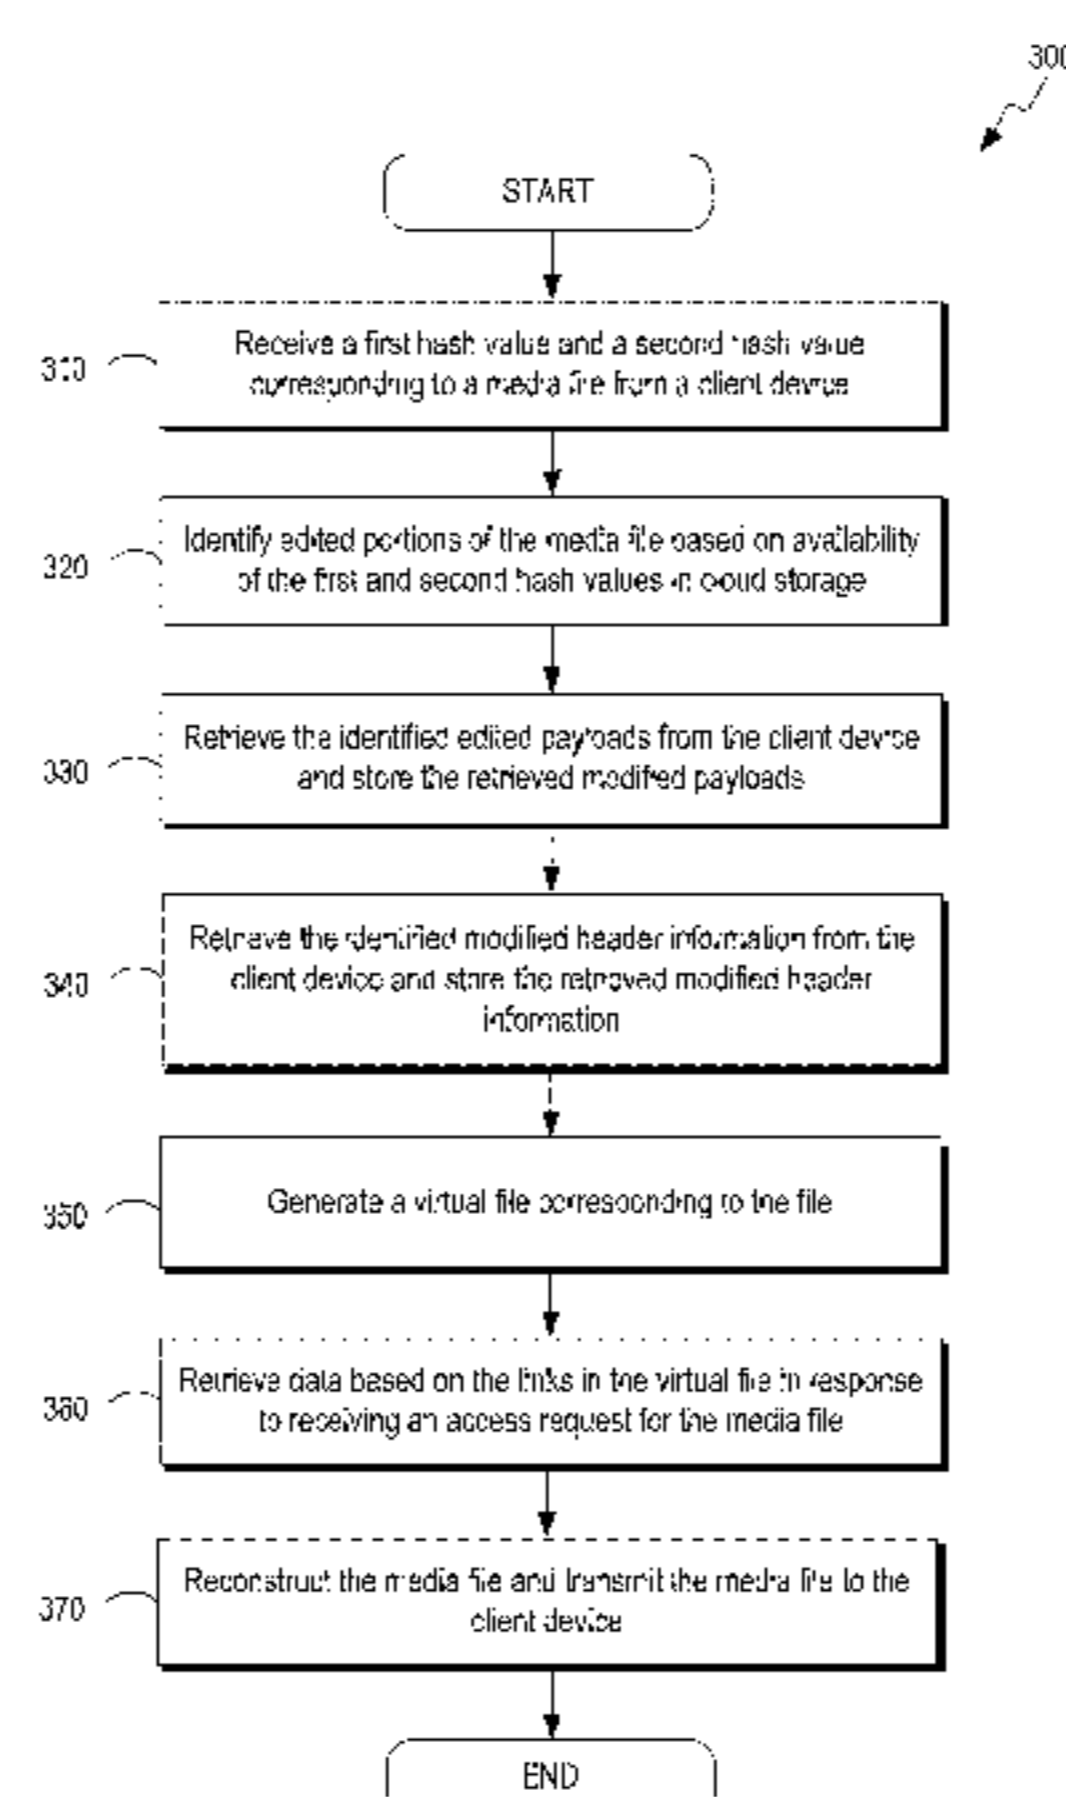 300
START
310
Receive a first hash value and a second hash value
corresponding to a media file from a client device
320
Identify edited portions of the media file based on availability
of the first and second hash values in cloud storage
330
Retrieve the identified edited payloads from the client device
and store the retrieved modified payloads
340
Retrieve the identified modified header information from the
client device and store the retrieved modified header
information
350
Generate a virtual file corresponding to the file
360
Retrieve data based on the links in the virtual file in response
to receiving an access request for the media file
370
Reconstruct the media file and transmit the media file to the
client device
END